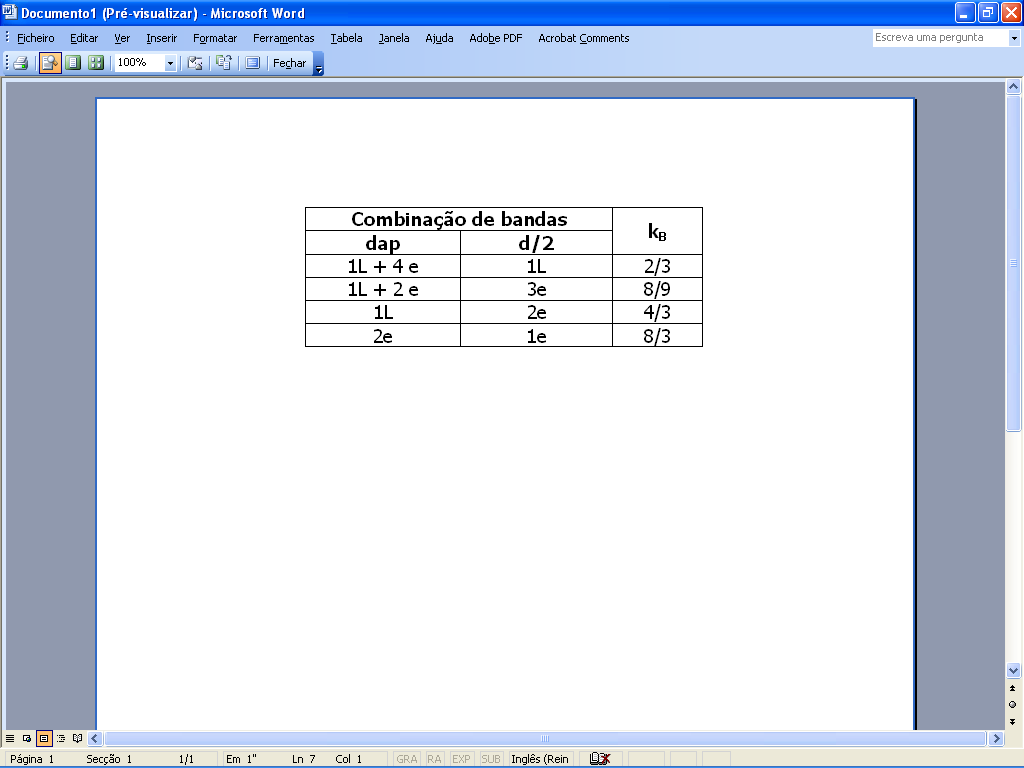 Documento1 (Pré-visualizar) - Microsoft Word
Ficheiro Editar Ver Inserir Formatar Ferramentas Tabela Janela Ajuda Adobe PDF Acrobat Comments
Escreva uma pergunta
100% Fechar
Combinação de bandas kB
dap d/2
1L + 4 e 1L 2/3
1L + 2 e 3e 8/9
1L 2e 4/3
2e 1e 8/3
Página 1 Secção 1 1/1 Em 1" Ln 7 Col 1 GRA RA EXP SUB Inglês (Rein